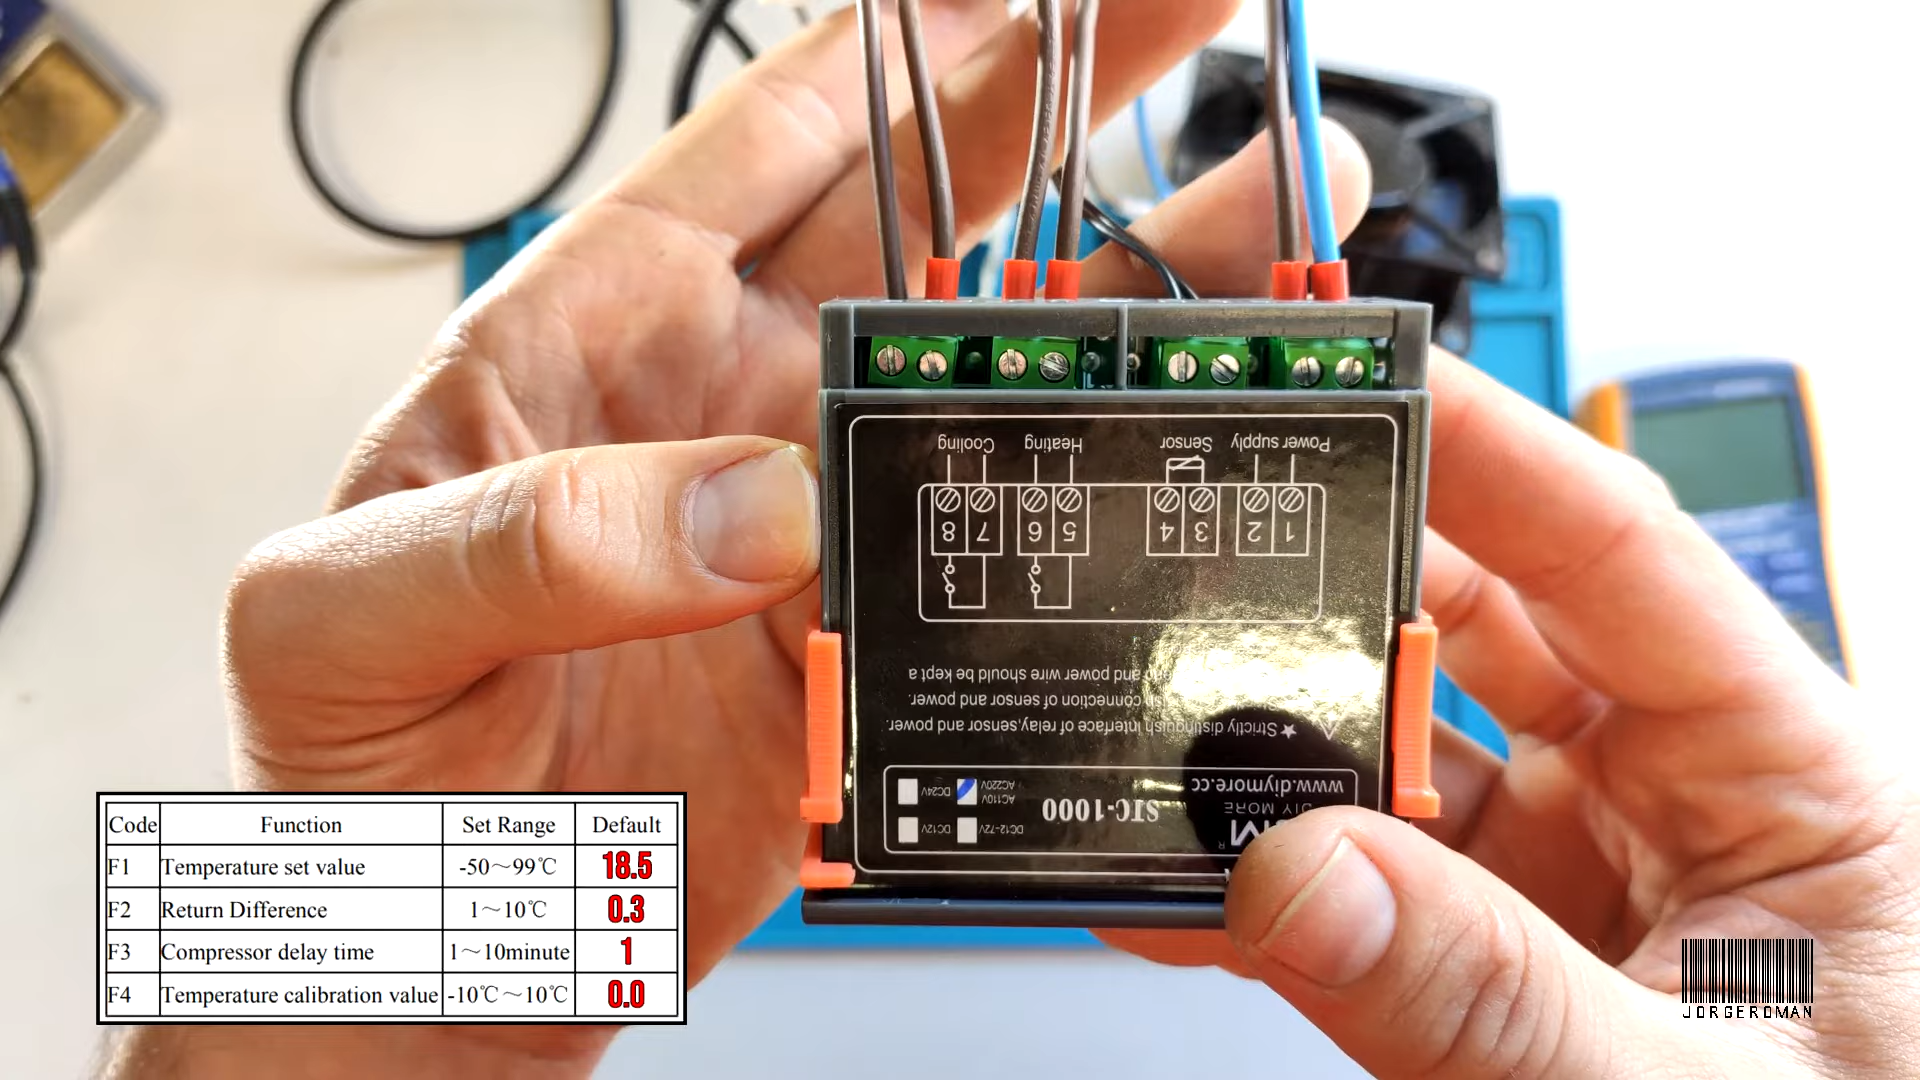 Power supply
Sensor
Heating
Cooling
1
2
3
4
5
6
7
8
★ Strictly distinguish interface of relay,sensor and power.
connection of sensor and power
and power wire should be kept a
www.diymore.cc
DIY MORE
STC-1000
AC110V
AC220V
DC24V
DC12-72V
DC12V
Code Function Set Range Default
F1 Temperature set value -50~99℃ 18.5
F2 Return Difference 1~10℃ 0.3
F3 Compressor delay time 1~10minute 1
F4 Temperature calibration value -10℃~10℃ 0.0
JORGEROMAN